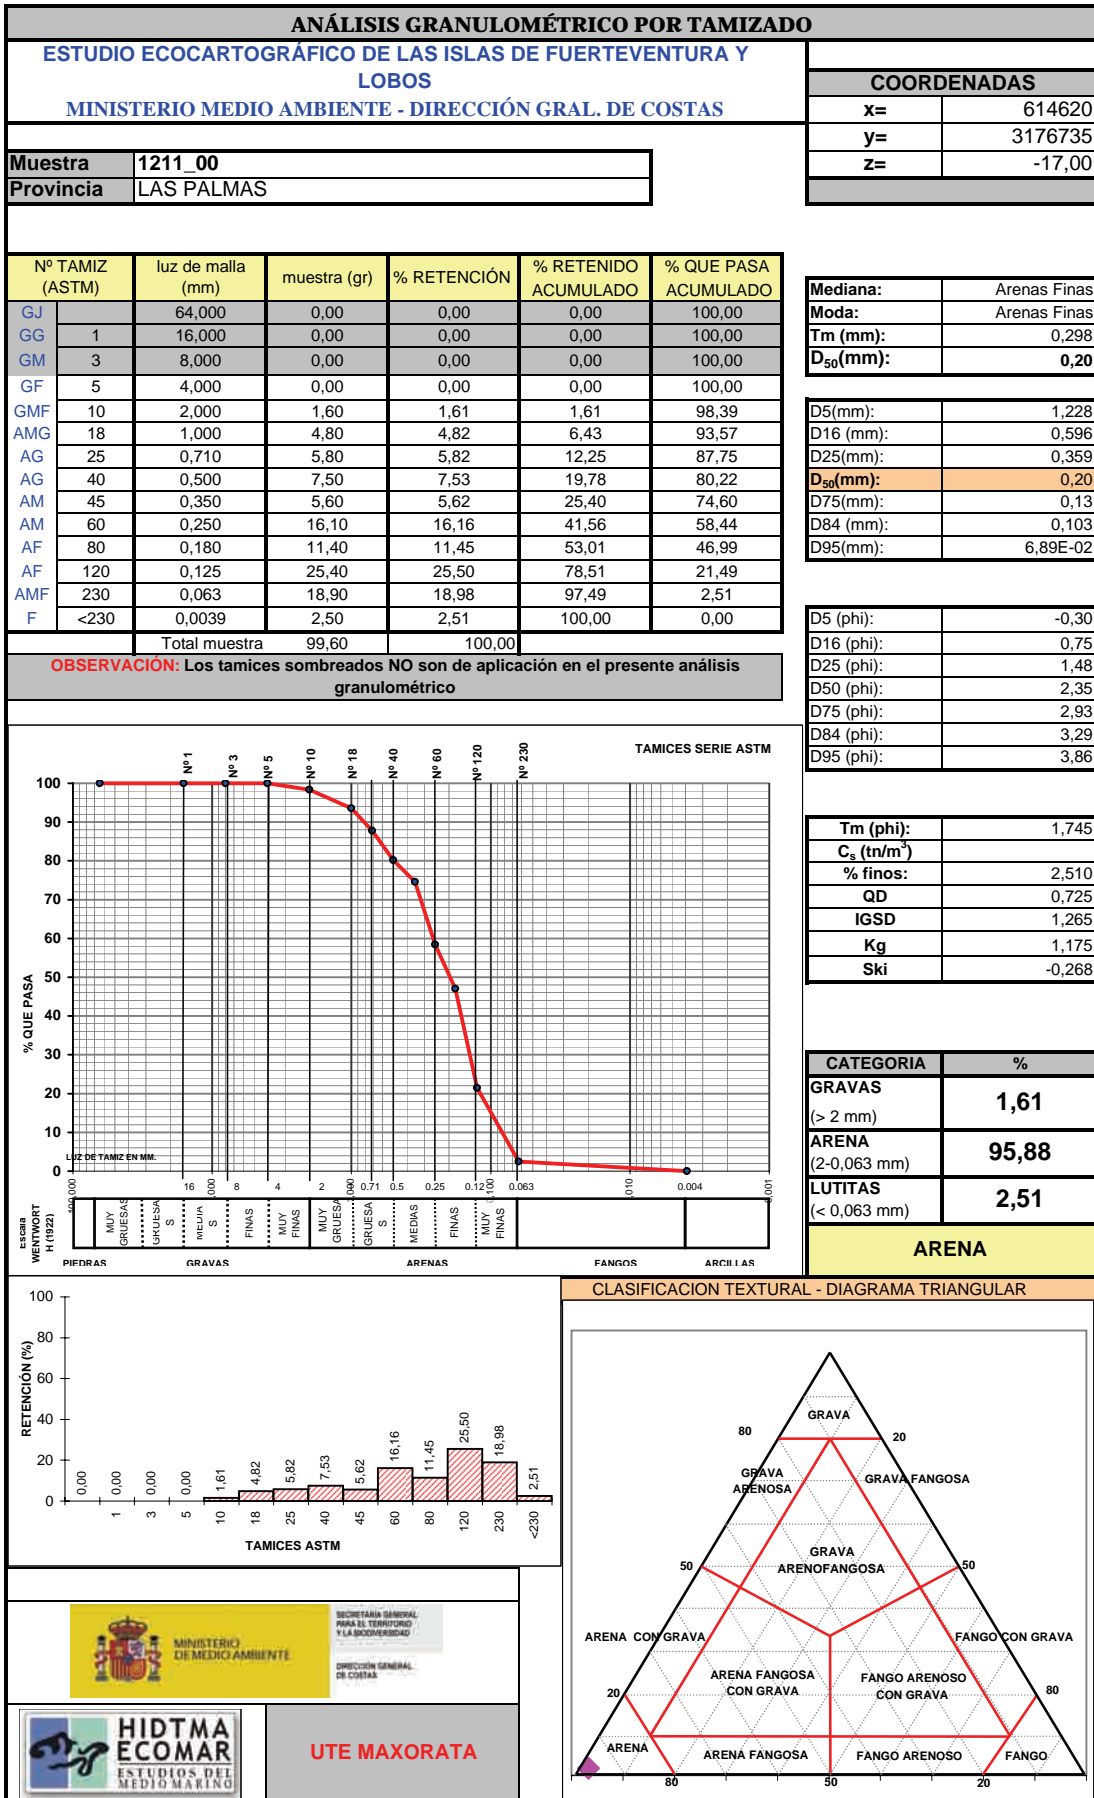 ANÁLISIS GRANULOMÉTRICO POR TAMIZADO
ESTUDIO ECOCARTOGRÁFICO DE LAS ISLAS DE FUERTEVENTURA Y
LOBOS
MINISTERIO MEDIO AMBIENTE - DIRECCIÓN GRAL. DE COSTAS
COORDENADAS
x= 614620
y= 3176735
z= -17,00
Muestra 1211_00
Provincia LAS PALMAS
Nº TAMIZ (ASTM) luz de malla (mm) muestra (gr) % RETENCIÓN % RETENIDO ACUMULADO % QUE PASA ACUMULADO
GJ 64,000 0,00 0,00 0,00 100,00
GG 1 16,000 0,00 0,00 0,00 100,00
GM 3 8,000 0,00 0,00 0,00 100,00
GF 5 4,000 0,00 0,00 0,00 100,00
GMF 10 2,000 1,60 1,61 1,61 98,39
AMG 18 1,000 4,80 4,82 6,43 93,57
AG 25 0,710 5,80 5,82 12,25 87,75
AG 40 0,500 7,50 7,53 19,78 80,22
AM 45 0,350 5,60 5,62 25,40 74,60
AM 60 0,250 16,10 16,16 41,56 58,44
AF 80 0,180 11,40 11,45 53,01 46,99
AF 120 0,125 25,40 25,50 78,51 21,49
AMF 230 0,063 18,90 18,98 97,49 2,51
F <230 0,0039 2,50 2,51 100,00 0,00
Total muestra 99,60 100,00
OBSERVACIÓN: Los tamices sombreados NO son de aplicación en el presente análisis
granulométrico
Mediana: Arenas Finas
Moda: Arenas Finas
Tm (mm): 0,298
D50(mm): 0,20
D5(mm): 1,228
D16 (mm): 0,596
D25(mm): 0,359
D50(mm): 0,20
D75(mm): 0,13
D84 (mm): 0,103
D95(mm): 6,89E-02
D5 (phi): -0,30
D16 (phi): 0,75
D25 (phi): 1,48
D50 (phi): 2,35
D75 (phi): 2,93
D84 (phi): 3,29
D95 (phi): 3,86
Tm (phi): 1,745
Cs (tn/m3)
% finos: 2,510
QD 0,725
IGSD 1,265
Kg 1,175
Ski -0,268
CATEGORIA %
GRAVAS (> 2 mm) 1,61
ARENA (2-0,063 mm) 95,88
LUTITAS (< 0,063 mm) 2,51
ARENA
TAMICES SERIE ASTM
Nº 1 Nº 3 Nº 5 Nº 10 Nº 18 Nº 40 Nº 60 Nº 120 Nº 230
% QUE PASA
100
90
80
70
60
50
40
30
20
10
0
LUZ DE TAMIZ EN MM.
16 8 4 2 0.71 0.5 0.25 0.12 0.063 0.004
Escala WENTWORT H (1922)
MUY GRUESAS GRUESA S MEDIA S FINAS MUY FINAS MUY GRUESA GRUESA S MEDIAS FINAS MUY FINAS
PIEDRAS GRAVAS ARENAS FANGOS ARCILLAS
RETENCIÓN (%)
100
80
60
40
20
0
0,00 0,00 0,00 0,00 1,61 4,82 5,82 7,53 5,62 16,16 11,45 25,50 18,98 2,51
1 3 5 10 18 25 40 45 60 80 120 230 <230
TAMICES ASTM
CLASIFICACION TEXTURAL - DIAGRAMA TRIANGULAR
GRAVA
80 20
GRAVA ARENOSA
GRAVA FANGOSA
GRAVA ARENOFANGOSA
50 50
ARENA CON GRAVA
FANGO CON GRAVA
ARENA FANGOSA CON GRAVA
FANGO ARENOSO CON GRAVA
20 80
ARENA
ARENA FANGOSA
FANGO ARENOSO
FANGO
80 50 20
MINISTERIO
DE MEDIO AMBIENTE
SECRETARÍA GENERAL
PARA EL TERRITORIO
Y LA BIODIVERSIDAD
DIRECCIÓN GENERAL
DE COSTAS
HIDTMA
ECOMAR
ESTUDIOS DEL
MEDIO MARINO
UTE MAXORATA